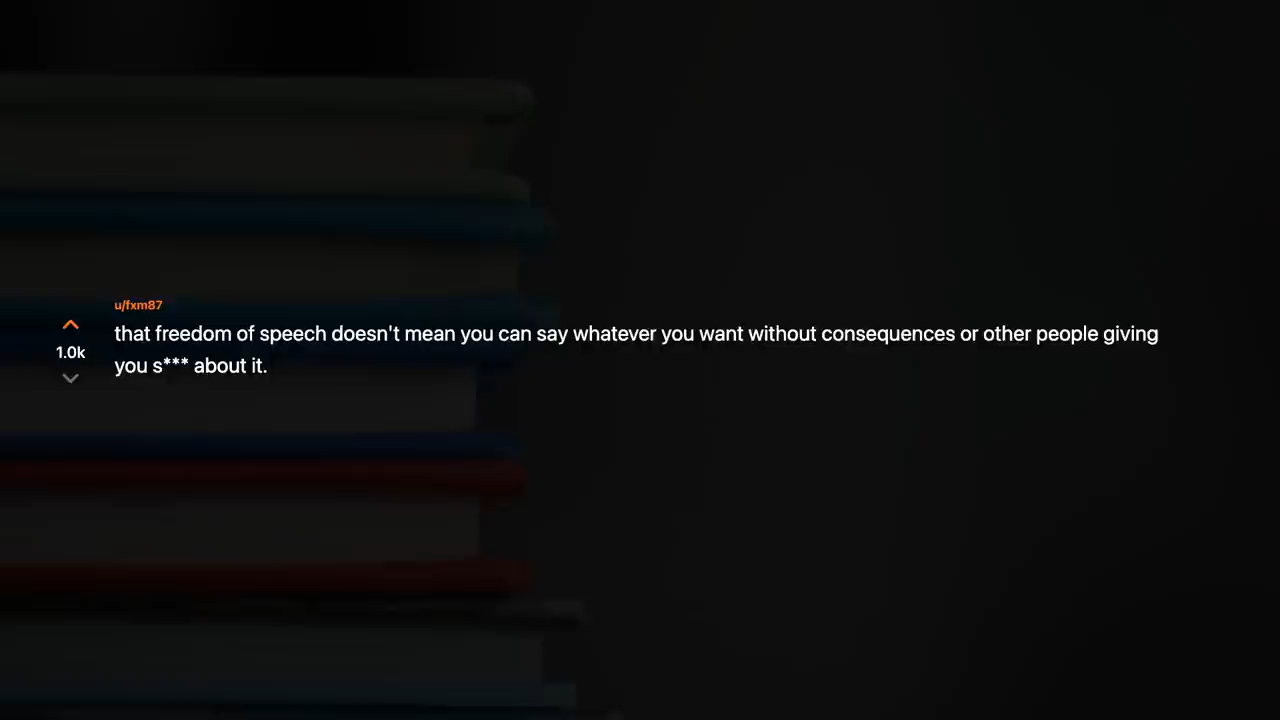 u/fxm87
1.0k
that freedom of speech doesn't mean you can say whatever you want without consequences or other people giving
you s*** about it.